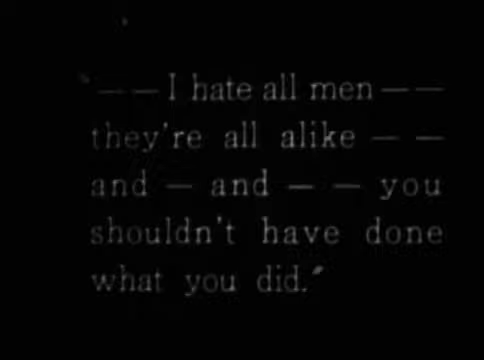 "——I hate all men——
they're all alike — —
and — and — — you
shouldn't have done
what you did."